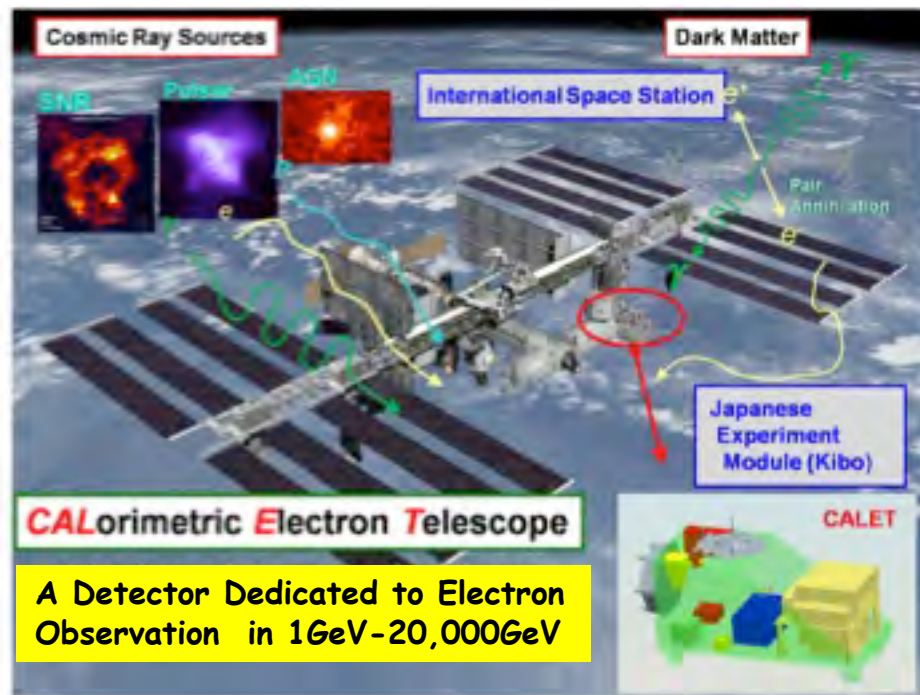 Cosmic Ray Sources
Dark Matter
SNR
Pulsar
AGN
International Space Station
e⁺
γ
Pair
Annihilation
e⁻
p
e⁻
γ
χ
χ
Japanese
Experiment
Module (Kibo)
CALorimetric Electron Telescope
CALET
A Detector Dedicated to Electron
Observation in 1GeV-20,000GeV